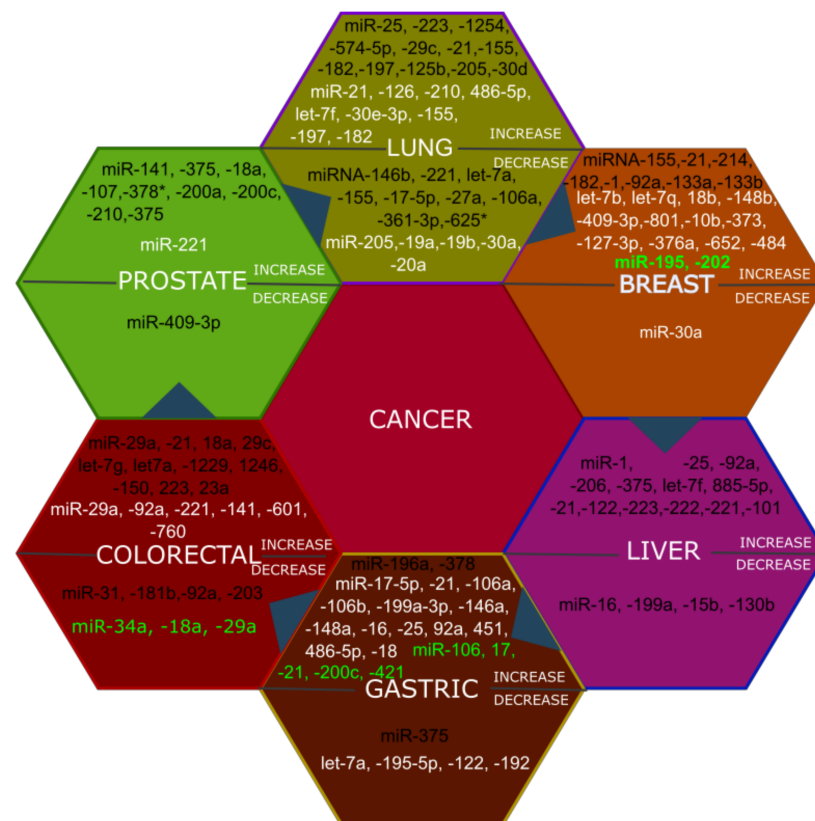 miR-25, -223, -1254,
-574-5p, -29c, -21,-155,
-182,-197,-125b,-205,-30d
miR-21, -126, -210, 486-5p,
let-7f, -30e-3p, -155,
-197, -182
LUNG
INCREASE
DECREASE
miRNA-146b, -221, let-7a,
-155, -17-5p, -27a, -106a,
-361-3p,-625*
miR-205,-19a,-19b,-30a,
-20a
miRNA-155,-21,-214,
-182,-1,-92a,-133a,-133b
let-7b, let-7q, 18b, -148b,
-409-3p,-801,-10b,-373,
-127-3p, -376a, -652, -484
miR-195, -202
BREAST
INCREASE
DECREASE
miR-30a
miR-141, -375, -18a,
-107,-378*, -200a, -200c,
-210,-375
miR-221
PROSTATE
INCREASE
DECREASE
miR-409-3p
CANCER
miR-29a, -21, 18a, 29c,
let-7g, let7a, -1229, 1246,
-150, 223, 23a
miR-29a, -92a, -221, -141, -601,
-760
COLORECTAL
INCREASE
DECREASE
miR-31, -181b,-92a, -203
miR-34a, -18a, -29a
miR-1, -25, -92a,
-206, -375, let-7f, 885-5p,
-21,-122,-223,-222,-221,-101
LIVER
INCREASE
DECREASE
miR-16, -199a, -15b, -130b
miR-196a, -378
miR-17-5p, -21, -106a,
-106b, -199a-3p, -146a,
-148a, -16, -25, 92a, 451,
486-5p, -18 miR-106, 17,
-21, -200c, -421
GASTRIC
INCREASE
DECREASE
miR-375
let-7a, -195-5p, -122, -192